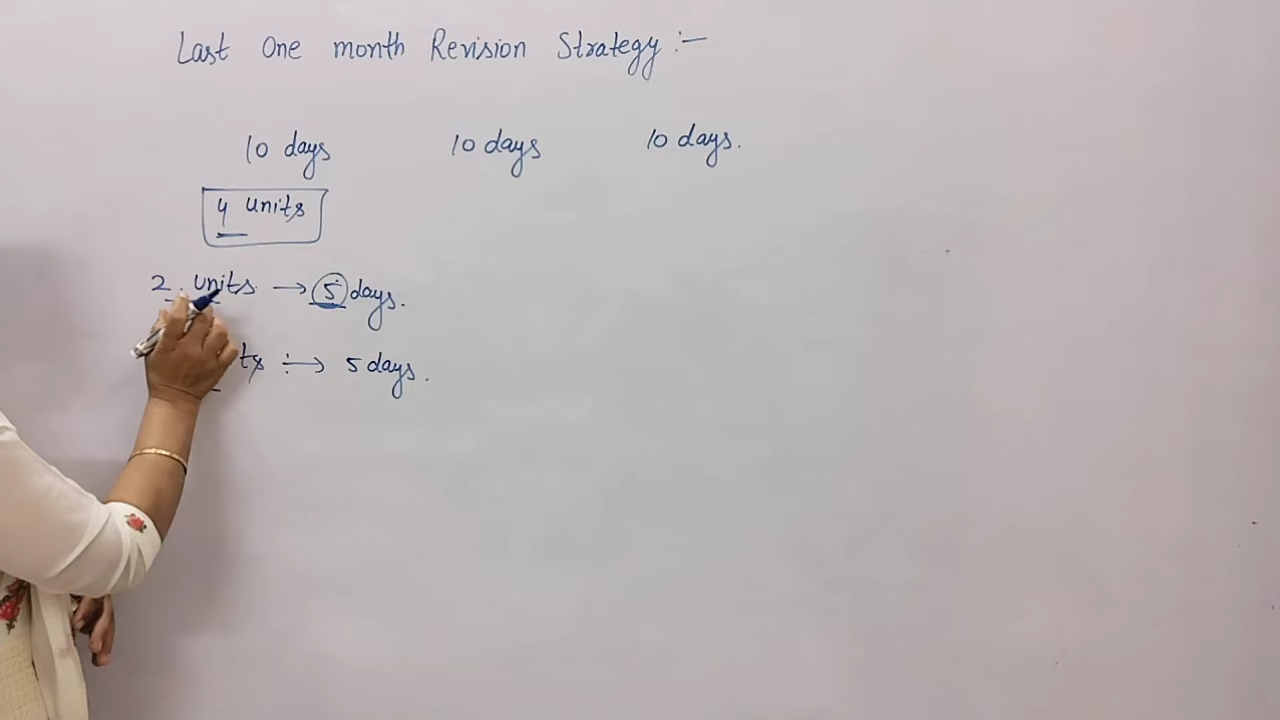 Last One month Revision Strategy :-
10 days 10 days 10 days.
4 units
2 units → 5 days.
→ 5 days.